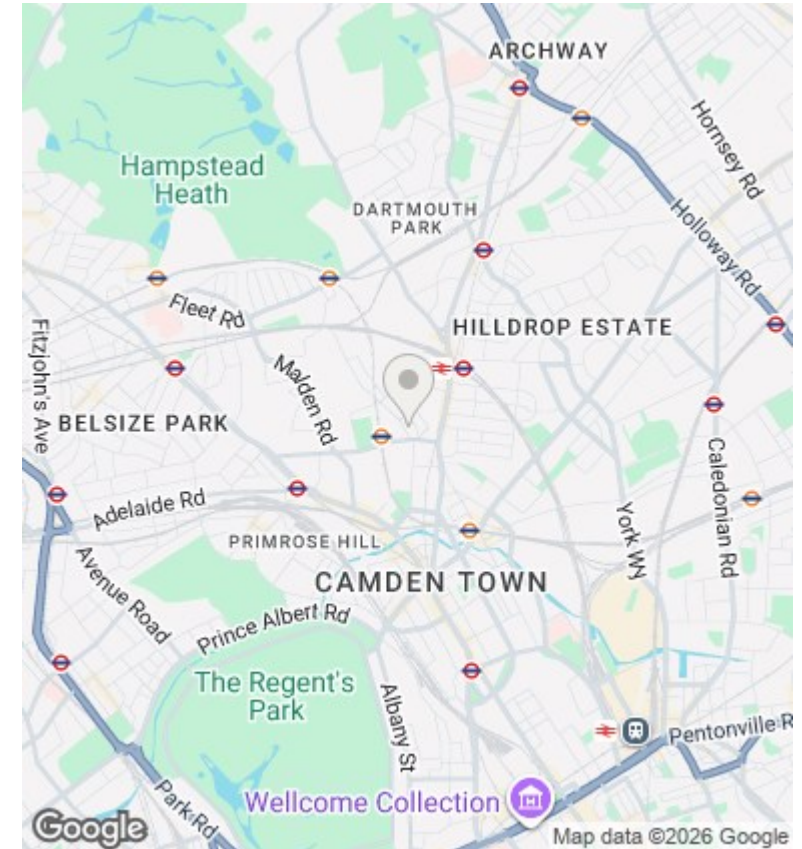 ARCHWAY
Hornsey Rd
Hampstead
Heath
DARTMOUTH
PARK
Holloway Rd
Fleet Rd
HILLDROP ESTATE
Fitzjohn's Ave
Malden Rd
BELSIZE PARK
Caledonian Rd
Adelaide Rd
York Wy
PRIMROSE HILL
Avenue Road
CAMDEN TOWN
Prince Albert Rd
The Regent's
Park
Albany St
Pentonville R
Park Rd
Wellcome Collection
Google
Map data ©2026 Google